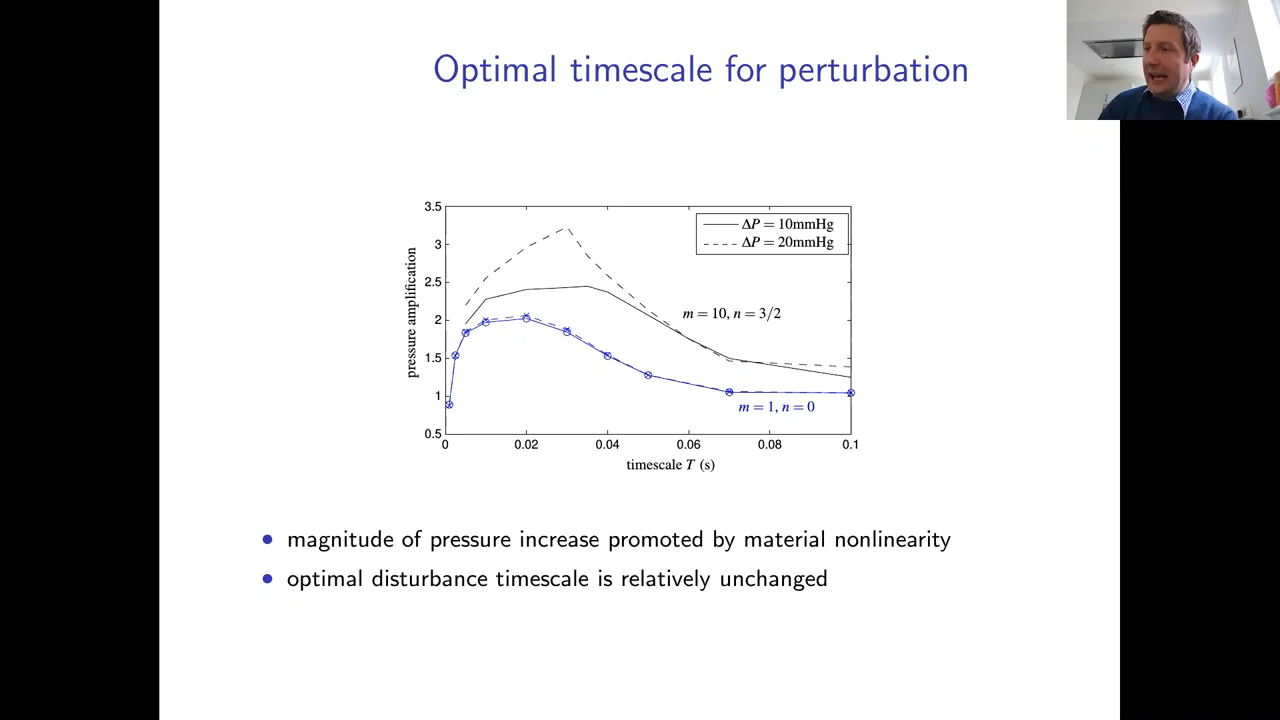 Optimal timescale for perturbation
3.5
3
2.5
2
1.5
1
0.5
pressure amplification
ΔP = 10mmHg
ΔP = 20mmHg
m = 10, n = 3/2
m = 1, n = 0
0 0.02 0.04 0.06 0.08 0.1
timescale T (s)
• magnitude of pressure increase promoted by material nonlinearity
• optimal disturbance timescale is relatively unchanged